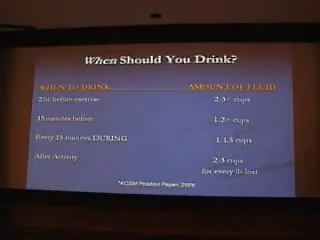 When Should You Drink?
WHEN TO DRINK AMOUNT OF FLUID
before exercise 2-3 cups
15 minutes before 1/2 cups
Every 15 minutes DURING 1-1.5 cups
After Activity 2-3 cups
for every lb lost
*ACSM Position Paper, 2006